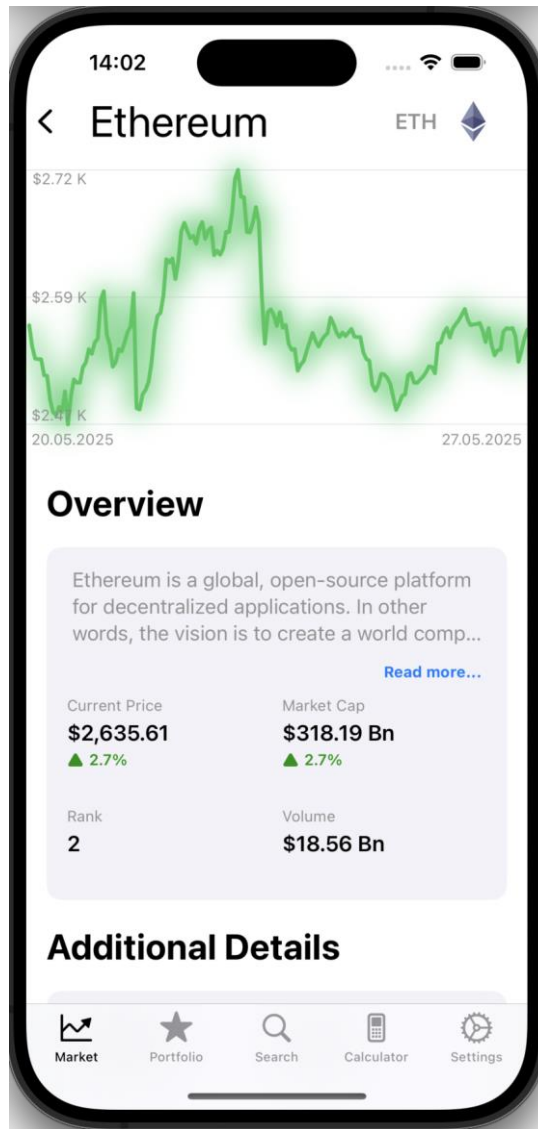 14:02
Ethereum ETH
$2.72 K
$2.59 K
$2.47 K
20.05.2025 27.05.2025
Overview
Ethereum is a global, open-source platform
for decentralized applications. In other
words, the vision is to create a world comp...
Read more...
Current Price Market Cap
$2,635.61 $318.19 Bn
2.7% 2.7%
Rank Volume
2 $18.56 Bn
Additional Details
Market Portfolio Search Calculator Settings